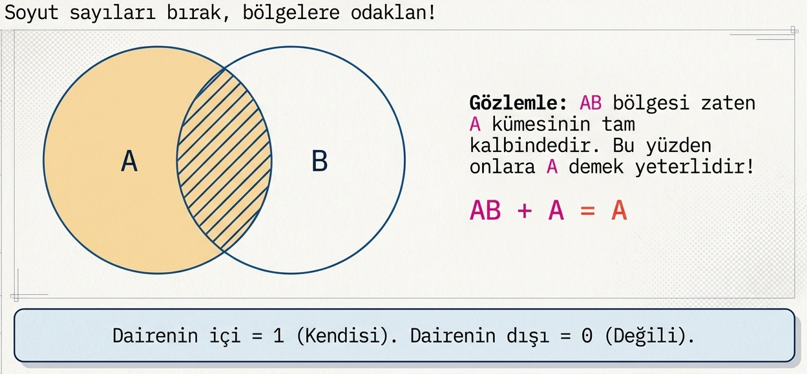 Soyut sayıları bırak, bölgelere odaklan!
A
B
Gözlemle: AB bölgesi zaten
A kümesinin tam
kalbindedir. Bu yüzden
onlara A demek yeterlidir!
AB + A = A
Dairenin içi = 1 (Kendisi). Dairenin dışı = 0 (Değili).